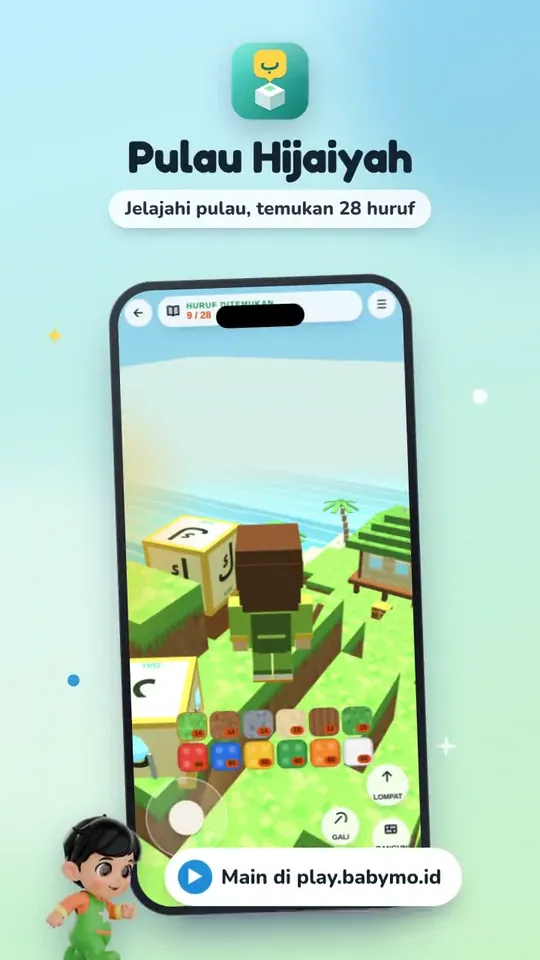 ب
Pulau Hijaiyah
Jelajahi pulau, temukan 28 huruf
HURUF DITEMUKAN
9 / 28
LOMPAT
GALI
Main di play.babymo.id